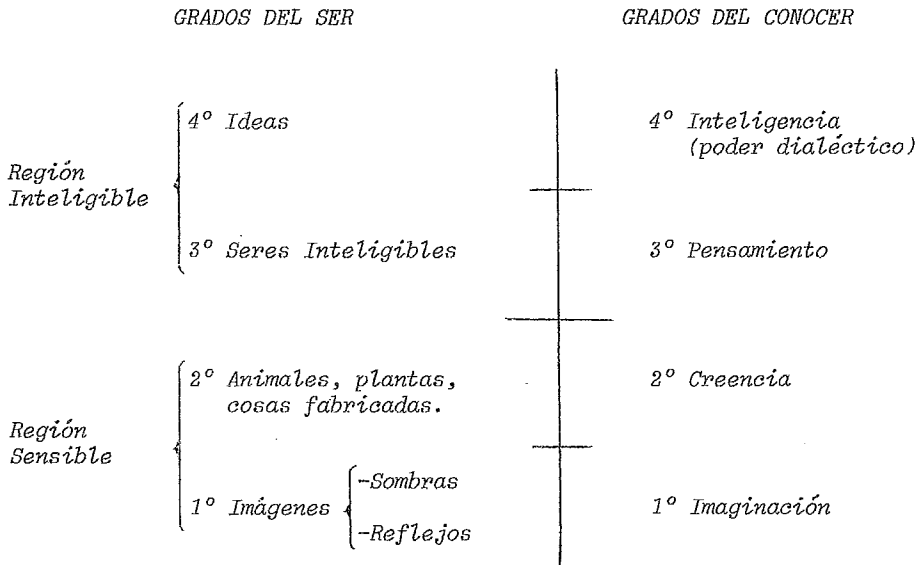 GRADOS DEL SER
GRADOS DEL CONOCER
Región
Inteligible
4º Ideas
4º Inteligencia
(poder dialéctico)
3º Seres Inteligibles
3º Pensamiento
Región
Sensible
2º Animales, plantas,
cosas fabricadas.
2º Creencia
1º Imágenes
-Sombras
-Reflejos
1º Imaginación